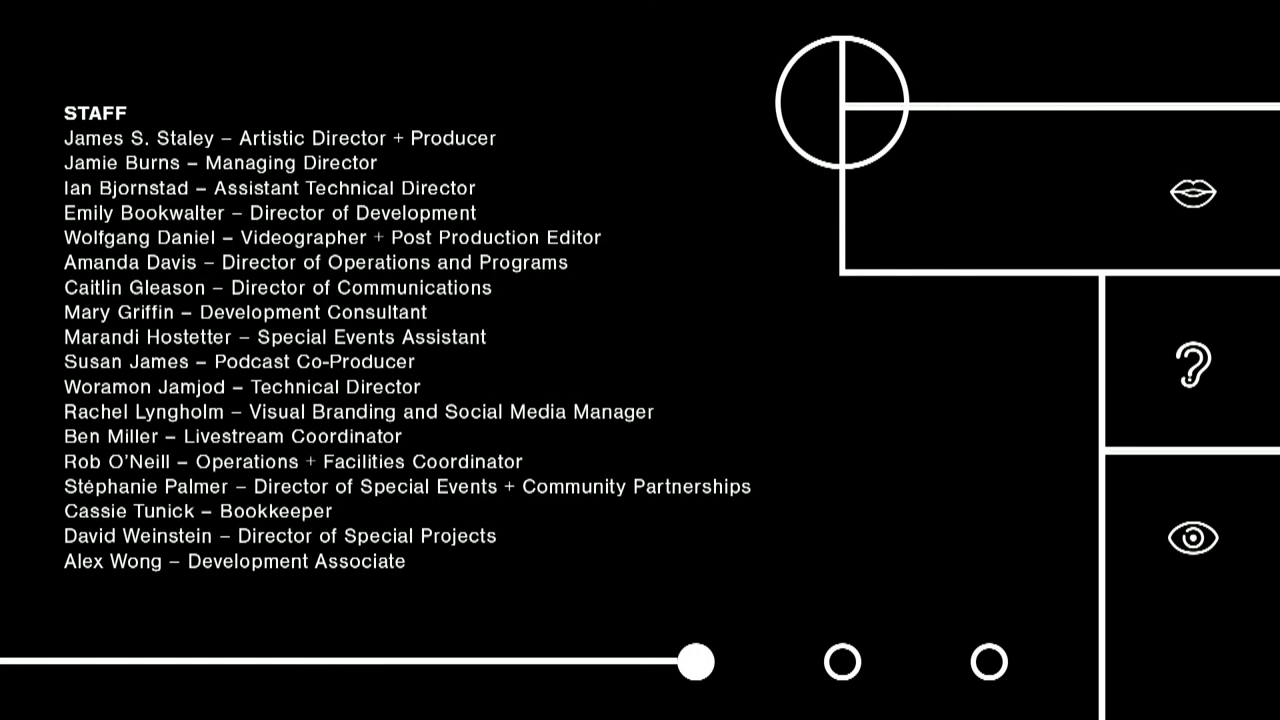 STAFF
James S. Staley – Artistic Director + Producer
Jamie Burns – Managing Director
Ian Bjornstad – Assistant Technical Director
Emily Bookwalter – Director of Development
Wolfgang Daniel – Videographer + Post Production Editor
Amanda Davis – Director of Operations and Programs
Caitlin Gleason – Director of Communications
Mary Griffin – Development Consultant
Marandi Hostetter – Special Events Assistant
Susan James – Podcast Co-Producer
Woramon Jamjod – Technical Director
Rachel Lyngholm – Visual Branding and Social Media Manager
Ben Miller – Livestream Coordinator
Rob O’Neill – Operations + Facilities Coordinator
Stéphanie Palmer – Director of Special Events + Community Partnerships
Cassie Tunick – Bookkeeper
David Weinstein – Director of Special Projects
Alex Wong – Development Associate